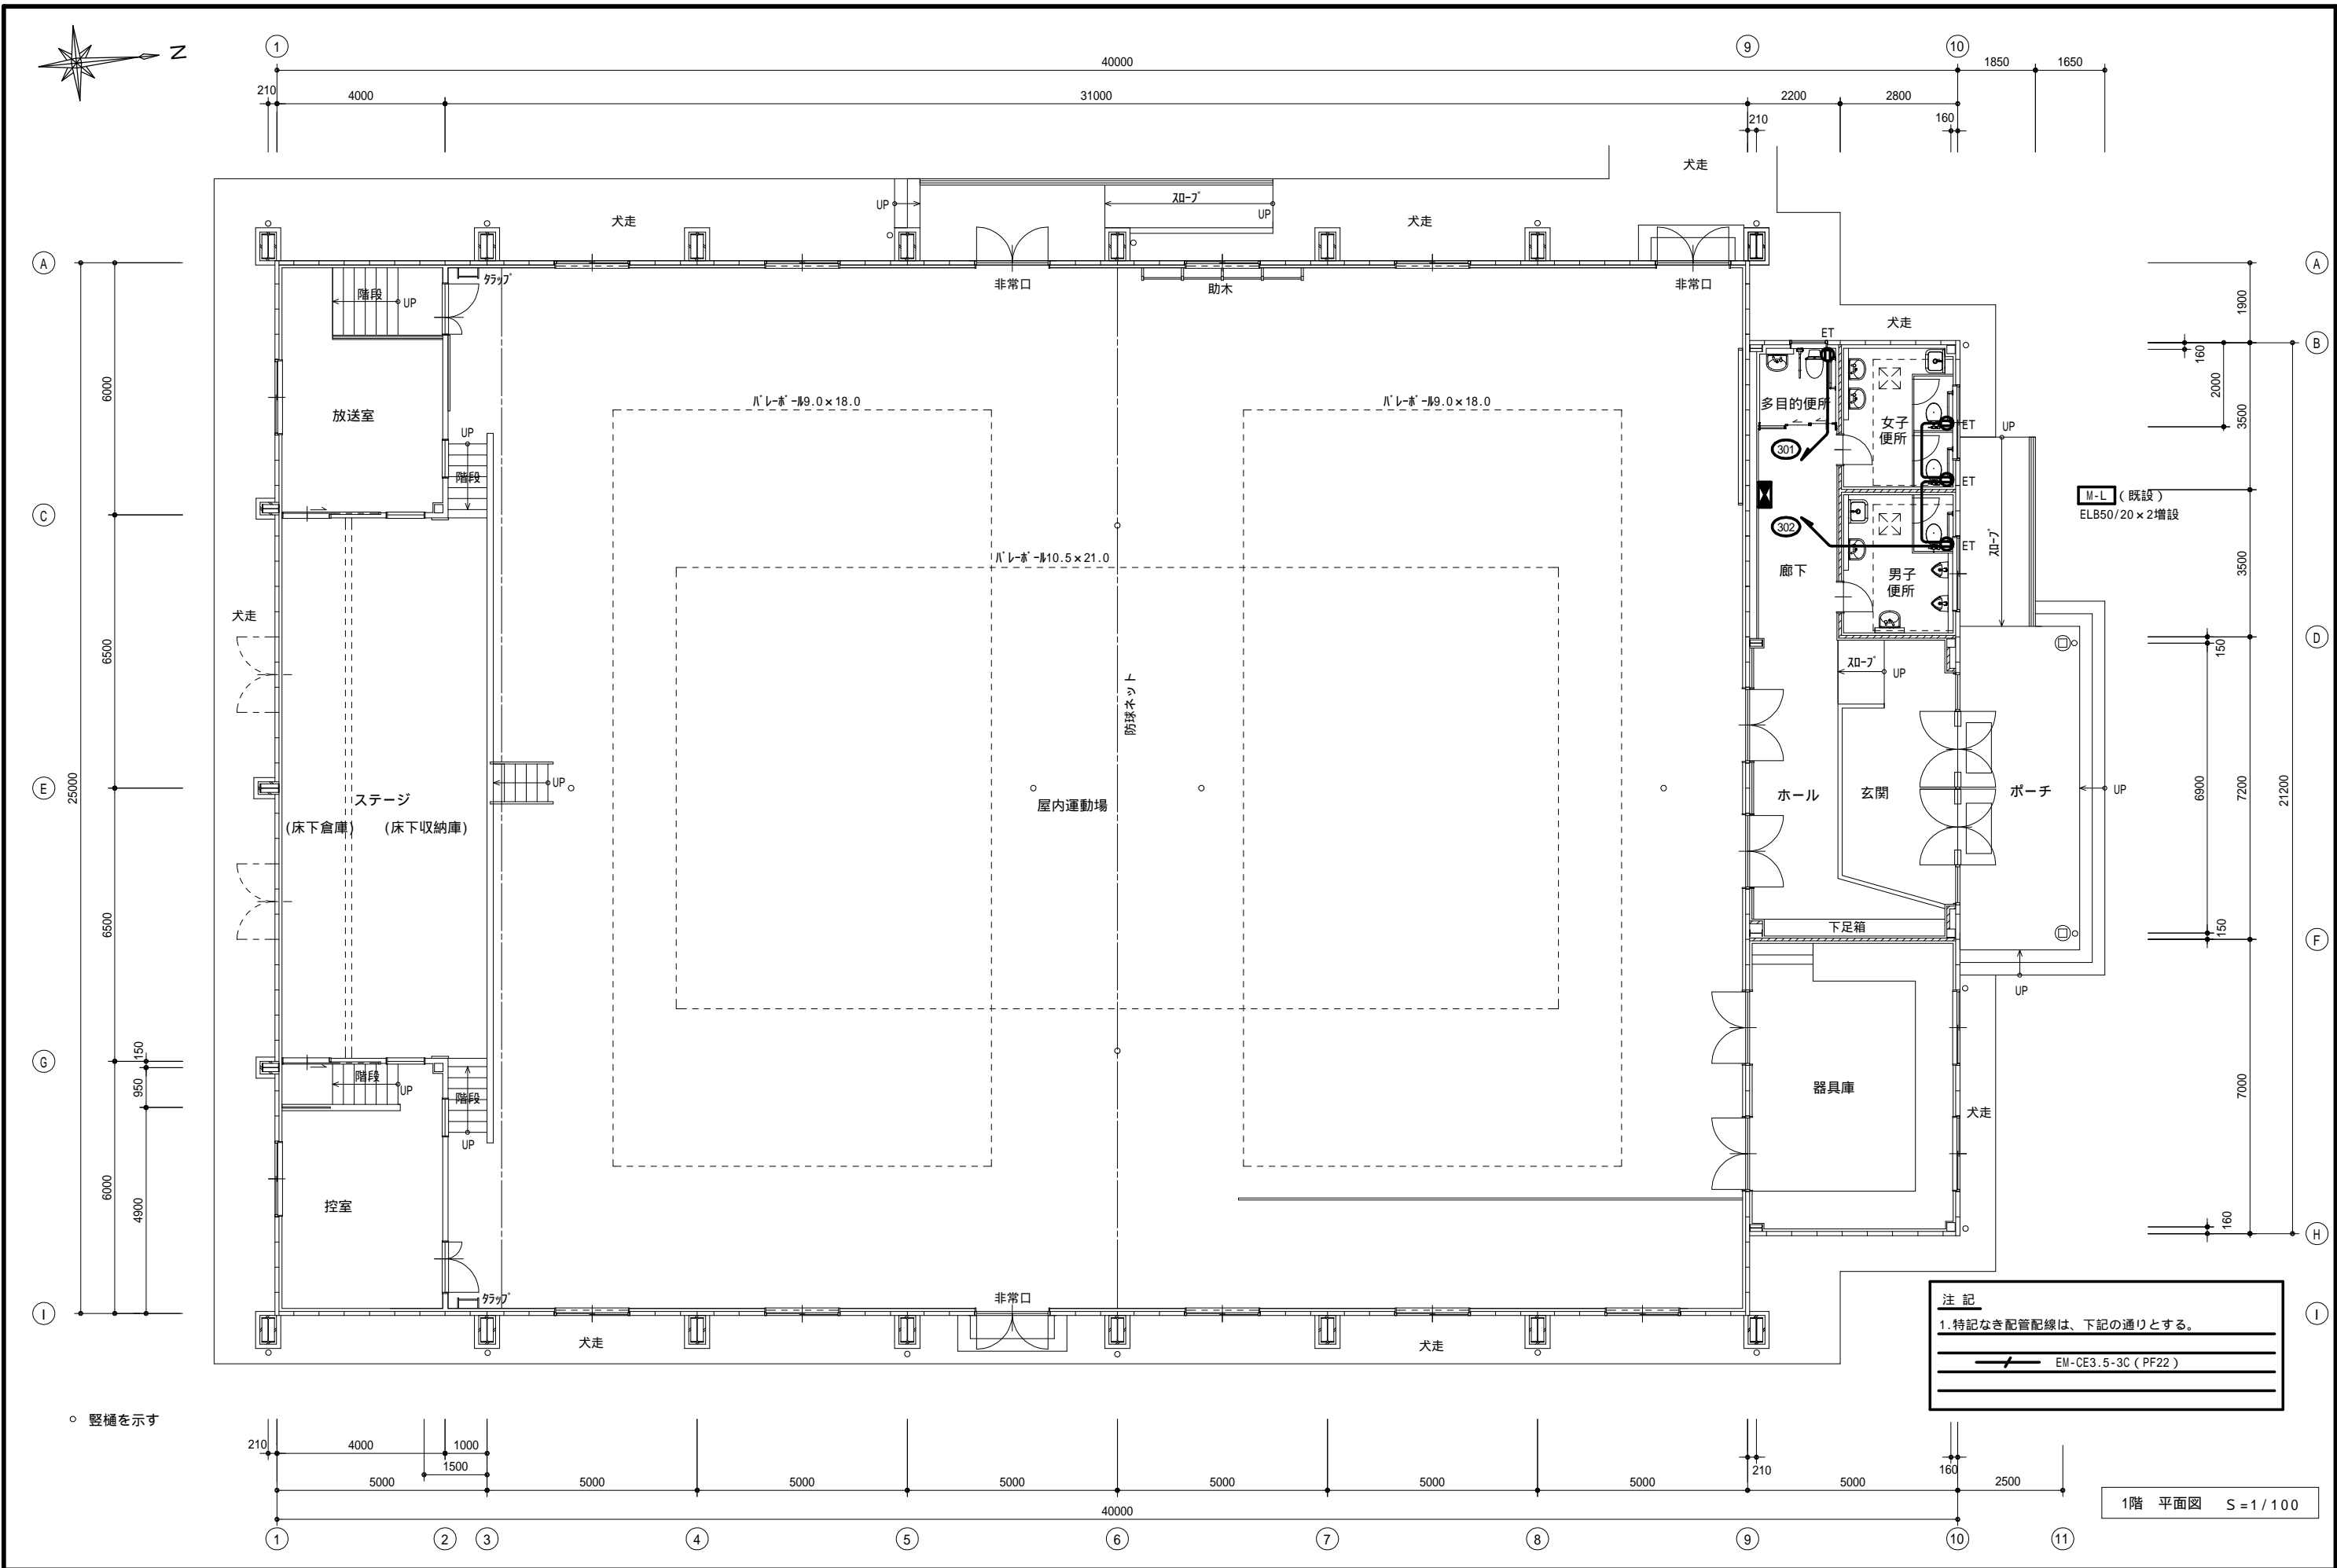 N
1
9
10
40000
1850
1650
210
4000
31000
2200
2800
210
160
犬走
UP
スロープ
UP
犬走
犬走
A
A
タラップ
非常口
助木
非常口
階段
UP
1900
犬走
ET
B
160
2000
3500
6000
バレーボール9.0×18.0
バレーボール9.0×18.0
放送室
多目的便所
女子
便所
ET
UP
UP
301
階段
ET
M-L
(既設)
ELB50/20×2増設
C
302
ET
スロープ
バレーボール10.5×21.0
廊下
男子
便所
3500
犬走
D
6500
150
スロープ
UP
防球ネット
E
25000
UP
ステージ
(床下倉庫)
(床下収納庫)
屋内運動場
ホール
玄関
ポーチ
UP
6900
7200
21200
6500
下足箱
150
F
UP
G
150
950
階段
UP
階段
UP
器具庫
犬走
7000
6000
4900
控室
160
H
タラップ
非常口
I
I
犬走
犬走
注 記
1.特記なき配管配線は、下記の通りとする。
EM-CE3.5-3C(PF22)
竪樋を示す
210
4000
1000
1500
210
160
5000
5000
5000
5000
5000
5000
5000
5000
2500
40000
1
2
3
4
5
6
7
8
9
10
11
1階 平面図 S=1/100